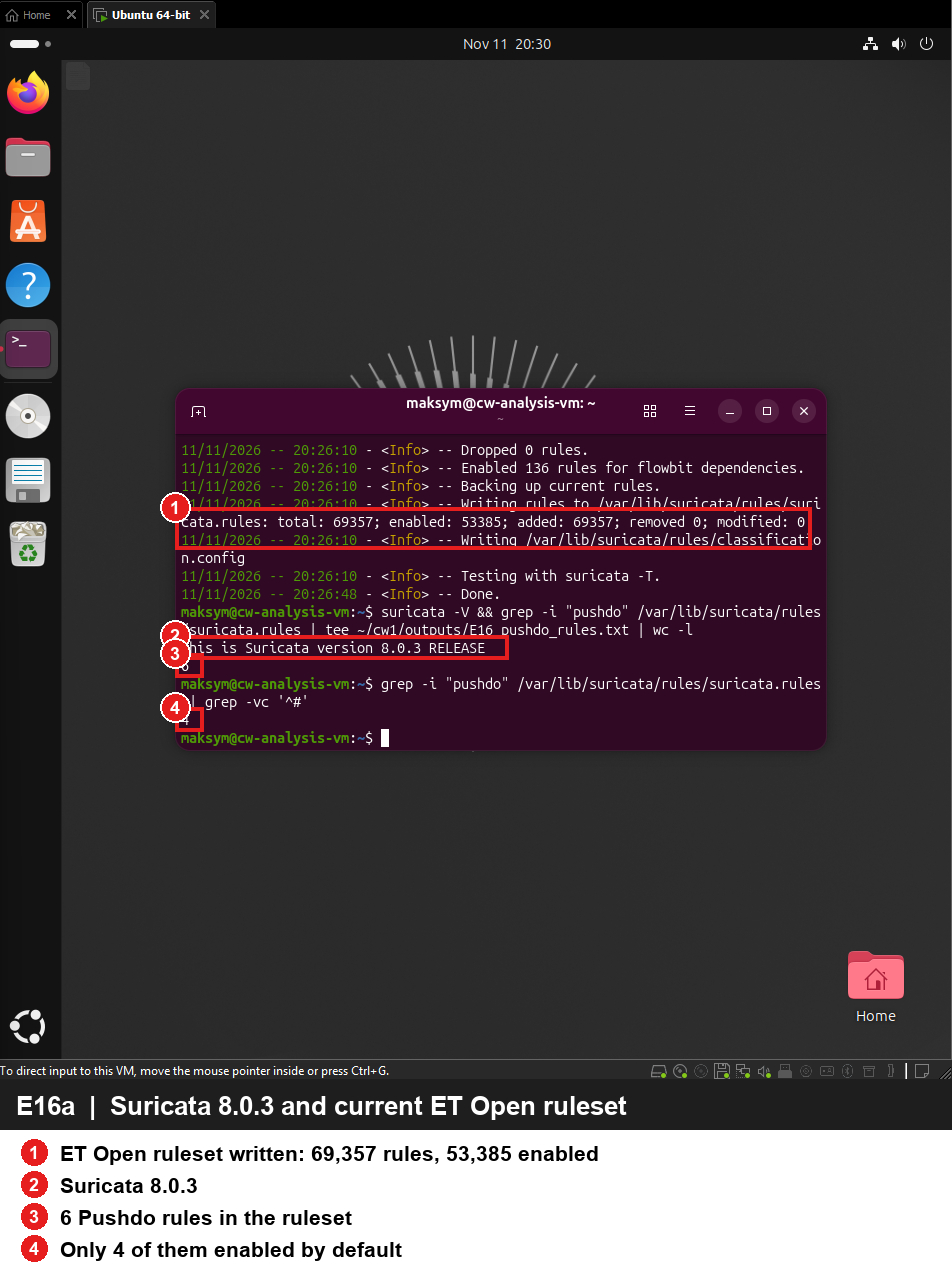 Home
Ubuntu 64-bit
Nov 11 20:30
maksym@cw-analysis-vm: ~
~
11/11/2026 -- 20:26:10 - <Info> -- Dropped 0 rules.
11/11/2026 -- 20:26:10 - <Info> -- Enabled 136 rules for flowbit dependencies.
11/11/2026 -- 20:26:10 - <Info> -- Backing up current rules.
11/11/2026 -- 20:26:10 - <Info> -- Writing rules to /var/lib/suricata/rules/suri
cata.rules: total: 69357; enabled: 53385; added: 69357; removed 0; modified: 0
11/11/2026 -- 20:26:10 - <Info> -- Writing /var/lib/suricata/rules/classificatio
n.config
11/11/2026 -- 20:26:10 - <Info> -- Testing with suricata -T.
11/11/2026 -- 20:26:48 - <Info> -- Done.
maksym@cw-analysis-vm:~$ suricata -V && grep -i "pushdo" /var/lib/suricata/rules
/suricata.rules | tee ~/cw1/outputs/E16_pushdo_rules.txt | wc -l
This is Suricata version 8.0.3 RELEASE
6
maksym@cw-analysis-vm:~$ grep -i "pushdo" /var/lib/suricata/rules/suricata.rules
| grep -vc '^#'
4
maksym@cw-analysis-vm:~$
1
2
3
4
Home
To direct input to this VM, move the mouse pointer inside or press Ctrl+G.
E16a | Suricata 8.0.3 and current ET Open ruleset
1 ET Open ruleset written: 69,357 rules, 53,385 enabled
2 Suricata 8.0.3
3 6 Pushdo rules in the ruleset
4 Only 4 of them enabled by default